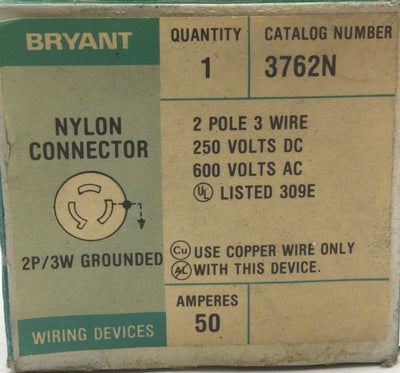 BRYANT
QUANTITY
1
CATALOG NUMBER
3762N
NYLON
CONNECTOR
2P/3W GROUNDED
WIRING DEVICES
2 POLE 3 WIRE
250 VOLTS DC
600 VOLTS AC
UL LISTED 309E
Cu USE COPPER WIRE ONLY
AL WITH THIS DEVICE.
AMPERES
50